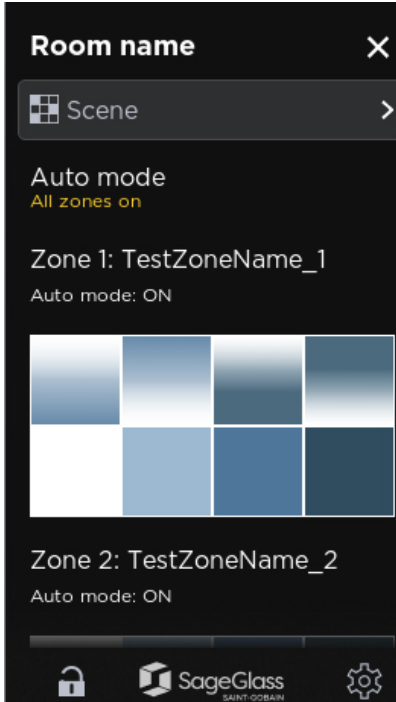 Room name
Scene
Auto mode
All zones on
Zone 1: TestZoneName_1
Auto mode: ON
Zone 2: TestZoneName_2
Auto mode: ON
SageGlass
SAINT-GOBAIN